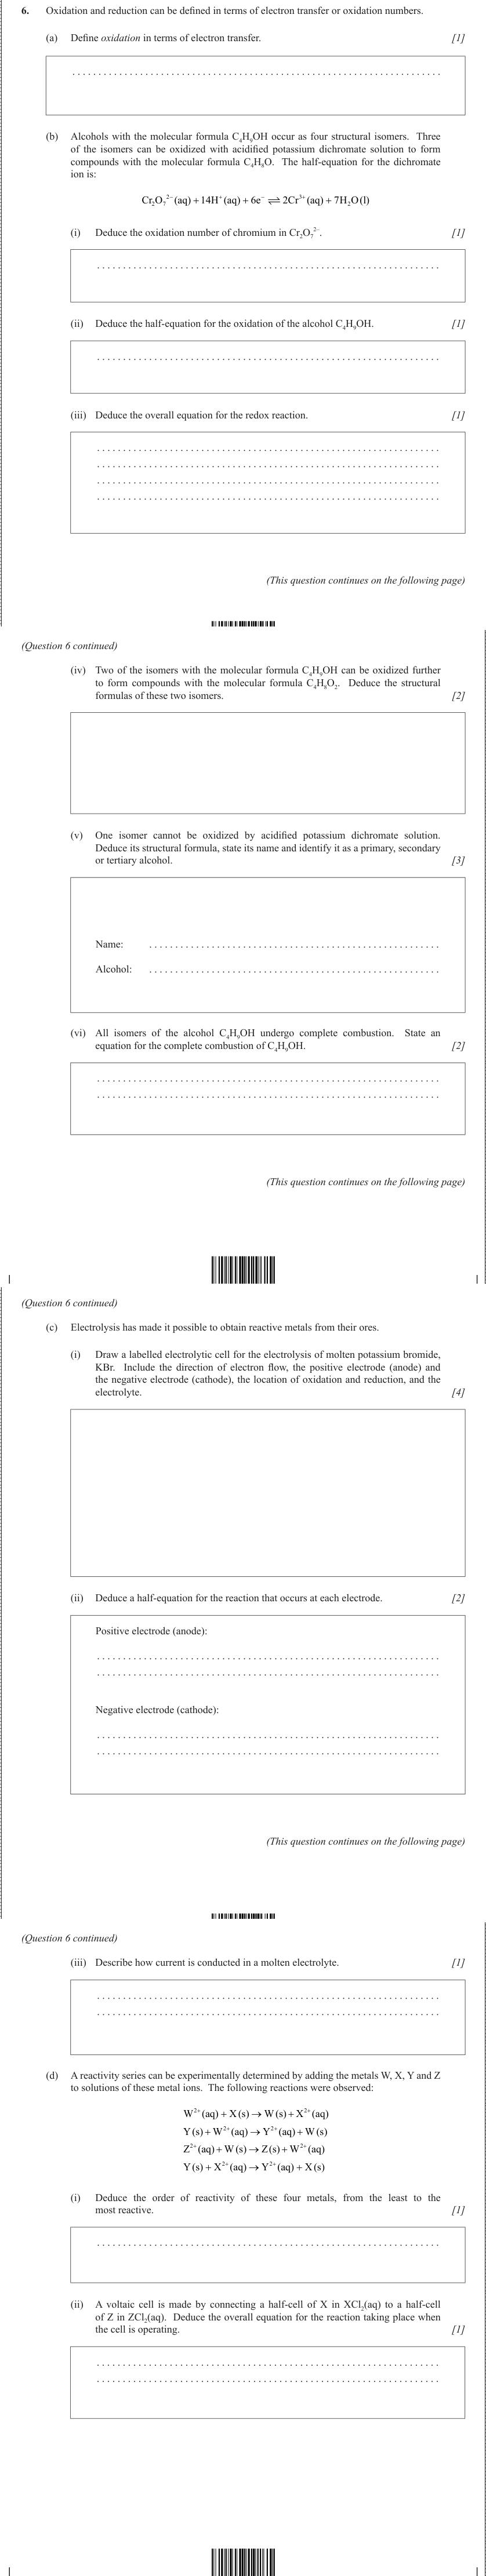 6. Oxidation and reduction can be defined in terms of electron transfer or oxidation numbers.
(a) Define oxidation in terms of electron transfer. [1]
(b) Alcohols with the molecular formula C₄H₉OH occur as four structural isomers. Three
of the isomers can be oxidized with acidified potassium dichromate solution to form
compounds with the molecular formula C₄H₈O. The half-equation for the dichromate
ion is:
Cr₂O₇²⁻(aq) + 14H⁺(aq) + 6e⁻ ⇌ 2Cr³⁺(aq) + 7H₂O(l)
(i) Deduce the oxidation number of chromium in Cr₂O₇²⁻. [1]
(ii) Deduce the half-equation for the oxidation of the alcohol C₄H₉OH. [1]
(iii) Deduce the overall equation for the redox reaction. [1]
(This question continues on the following page)
(Question 6 continued)
(iv) Two of the isomers with the molecular formula C₄H₉OH can be oxidized further
to form compounds with the molecular formula C₄H₈O₂. Deduce the structural
formulas of these two isomers. [2]
(v) One isomer cannot be oxidized by acidified potassium dichromate solution.
Deduce its structural formula, state its name and identify it as a primary, secondary
or tertiary alcohol. [3]
Name:
Alcohol:
(vi) All isomers of the alcohol C₄H₉OH undergo complete combustion. State an
equation for the complete combustion of C₄H₉OH. [2]
(This question continues on the following page)
(Question 6 continued)
(c) Electrolysis has made it possible to obtain reactive metals from their ores.
(i) Draw a labelled electrolytic cell for the electrolysis of molten potassium bromide,
KBr. Include the direction of electron flow, the positive electrode (anode) and
the negative electrode (cathode), the location of oxidation and reduction, and the
electrolyte. [4]
(ii) Deduce a half-equation for the reaction that occurs at each electrode. [2]
Positive electrode (anode):
Negative electrode (cathode):
(This question continues on the following page)
(Question 6 continued)
(iii) Describe how current is conducted in a molten electrolyte. [1]
(d) A reactivity series can be experimentally determined by adding the metals W, X, Y and Z
to solutions of these metal ions. The following reactions were observed:
W²⁺(aq) + X(s) → W(s) + X²⁺(aq)
Y(s) + W²⁺(aq) → Y²⁺(aq) + W(s)
Z²⁺(aq) + W(s) → Z(s) + W²⁺(aq)
Y(s) + X²⁺(aq) → Y²⁺(aq) + X(s)
(i) Deduce the order of reactivity of these four metals, from the least to the
most reactive. [1]
(ii) A voltaic cell is made by connecting a half-cell of X in XCl₂(aq) to a half-cell
of Z in ZCl₂(aq). Deduce the overall equation for the reaction taking place when
the cell is operating. [1]